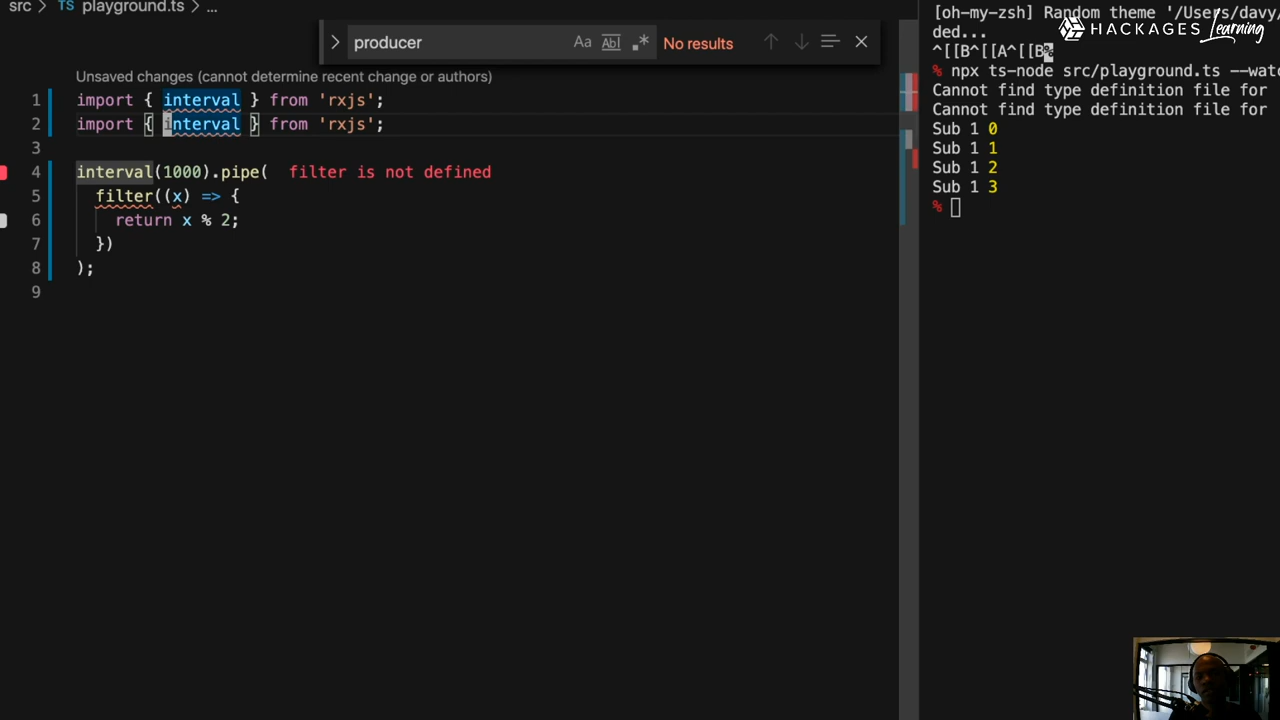 src > TS playground.ts > ...
producer
Aa Abl .* No results
Unsaved changes (cannot determine recent change or authors)
1 import { interval } from 'rxjs';
2 import { interval } from 'rxjs';
3
4 interval(1000).pipe( filter is not defined
5 filter((x) => {
6 return x % 2;
7 })
8 );
9
[oh-my-zsh] Random theme '/Users/davy/
ded...
HACKAGES Learning
^[[B^[[A^[[B%
% npx ts-node src/playground.ts --watc
Cannot find type definition file for
Cannot find type definition file for
Sub 1 0
Sub 1 1
Sub 1 2
Sub 1 3
%